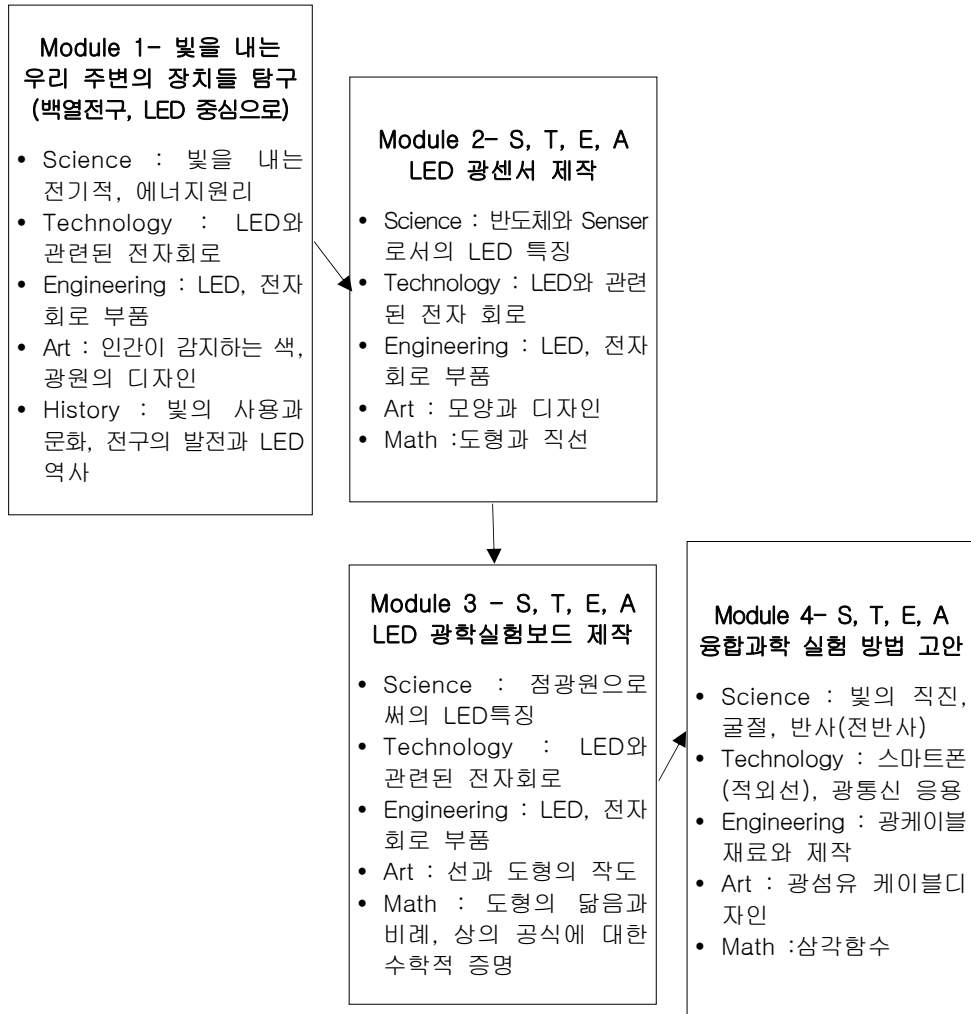 Module 1- 빛을 내는
우리 주변의 장치들 탐구
(백열전구, LED 중심으로)
• Science : 빛을 내는
전기적, 에너지원리
• Technology : LED와
관련된 전자회로
• Engineering : LED, 전자
회로 부품
• Art : 인간이 감지하는 색,
광원의 디자인
• History : 빛의 사용과
문화, 전구의 발전과 LED
역사
Module 2- S, T, E, A
LED 광센서 제작
• Science : 반도체와 Senser
로서의 LED 특징
• Technology : LED와 관련
된 전자 회로
• Engineering : LED, 전자
회로 부품
• Art : 모양과 디자인
• Math :도형과 직선
Module 3 - S, T, E, A
LED 광학실험보드 제작
• Science : 점광원으로
써의 LED특징
• Technology : LED와
관련된 전자회로
• Engineering : LED, 전자
회로 부품
• Art : 선과 도형의 작도
• Math : 도형의 닮음과
비례, 상의 공식에 대한
수학적 증명
Module 4- S, T, E, A
융합과학 실험 방법 고안
• Science : 빛의 직진,
굴절, 반사(전반사)
• Technology : 스마트폰
(적외선), 광통신 응용
• Engineering : 광케이블
재료와 제작
• Art : 광섬유 케이블디
자인
• Math :삼각함수